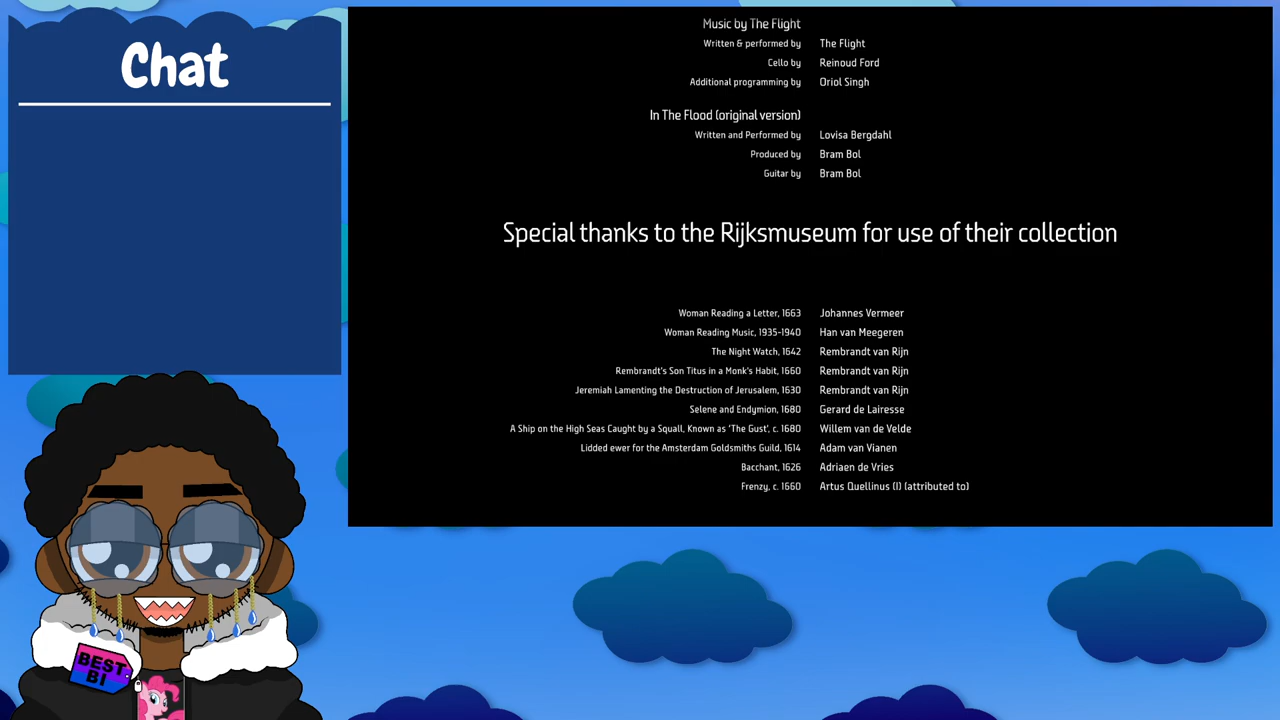 Chat
Music by The Flight
Written & performed by The Flight
Cello by Reinoud Ford
Additional programming by Oriol Singh
In The Flood (original version)
Written and Performed by Lovisa Bergdahl
Produced by Bram Bol
Guitar by Bram Bol
Special thanks to the Rijksmuseum for use of their collection
Woman Reading a Letter, 1663 Johannes Vermeer
Woman Reading Music, 1935-1940 Han van Meegeren
The Night Watch, 1642 Rembrandt van Rijn
Rembrandt's Son Titus in a Monk's Habit, 1660 Rembrandt van Rijn
Jeremiah Lamenting the Destruction of Jerusalem, 1630 Rembrandt van Rijn
Selene and Endymion, 1680 Gerard de Lairesse
A Ship on the High Seas Caught by a Squall, Known as 'The Gust', c. 1680 Willem van de Velde
Lidded ewer for the Amsterdam Goldsmiths Guild, 1614 Adam van Vianen
Bacchant, 1626 Adriaen de Vries
Frenzy, c. 1660 Artus Quellinus (I) (attributed to)
BEST
BI